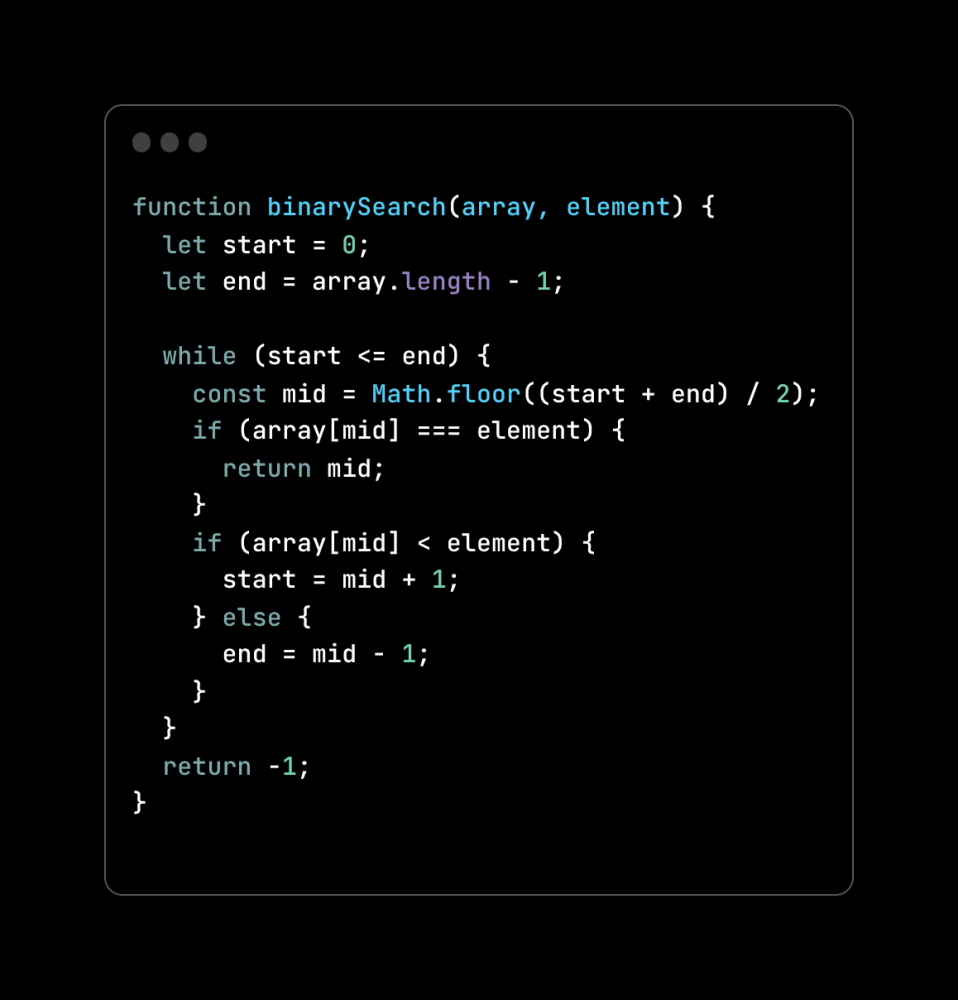 function binarySearch(array, element) {
  let start = 0;
  let end = array.length - 1;

  while (start <= end) {
    const mid = Math.floor((start + end) / 2);
    if (array[mid] === element) {
      return mid;
    }
    if (array[mid] < element) {
      start = mid + 1;
    } else {
      end = mid - 1;
    }
  }
  return -1;
}